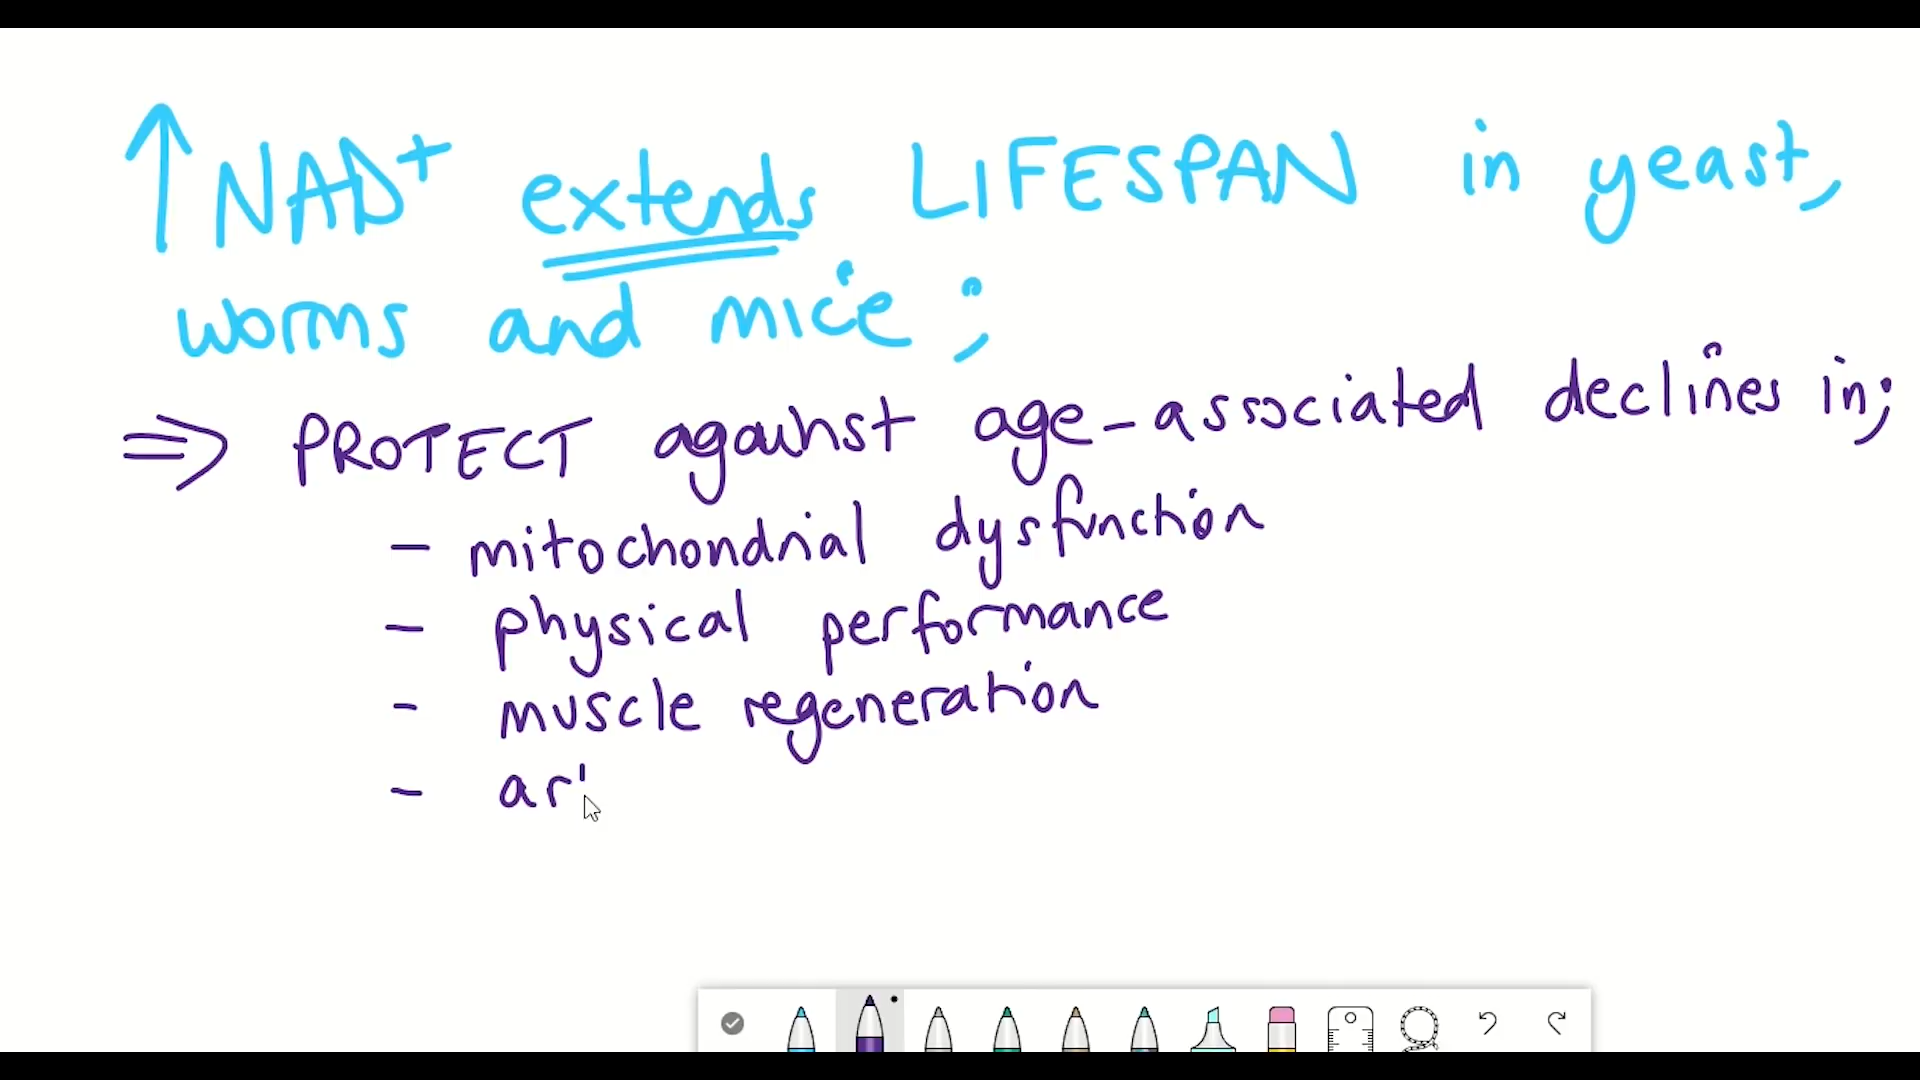 ↑ NAD+ extends LIFESPAN in yeast,
worms and mice;
⇒ PROTECT against age-associated declines in;
- mitochondrial dysfunction
- physical performance
- muscle regeneration
- ar